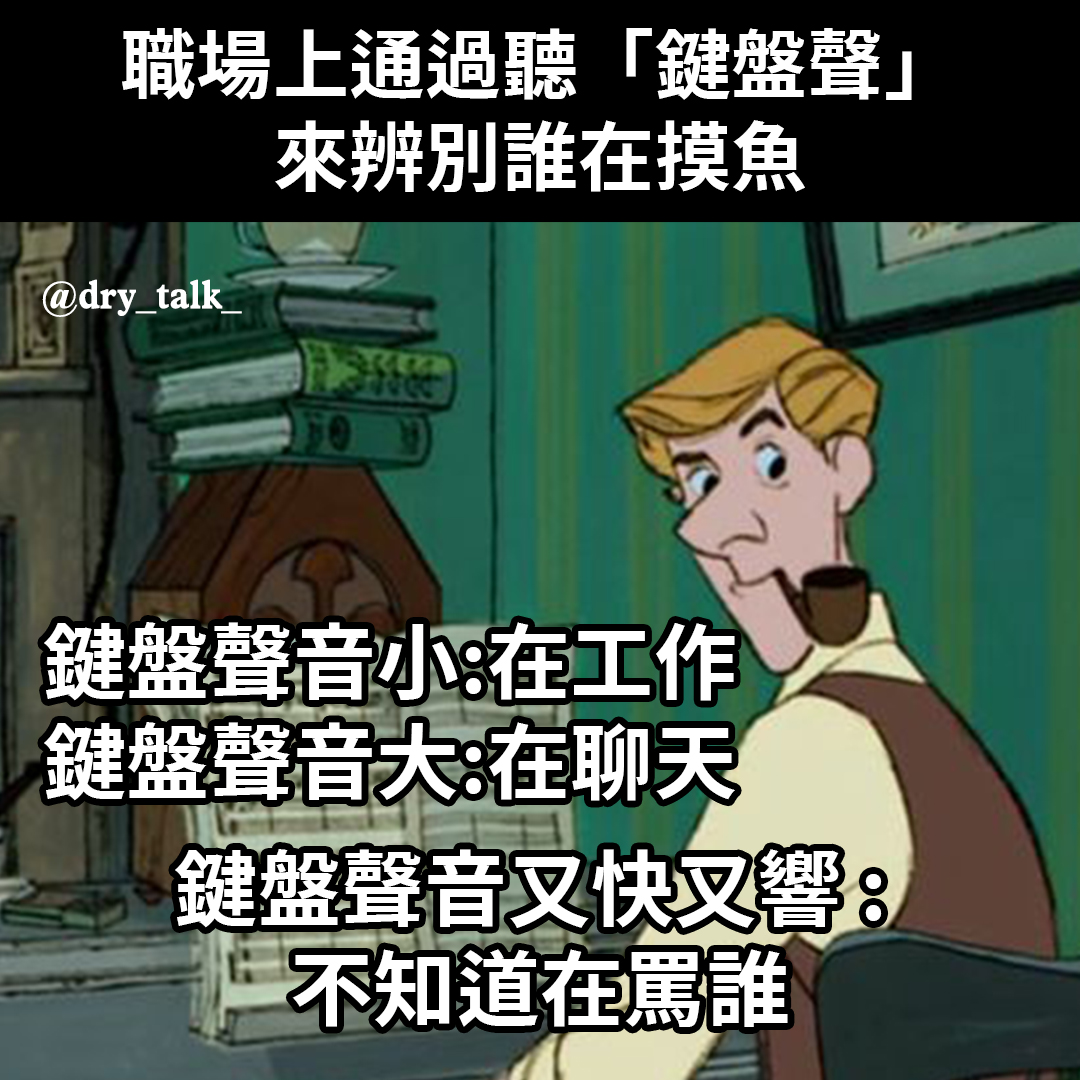 職場上通過聽「鍵盤聲」
來辨別誰在摸魚
@dry_talk_
鍵盤聲音小:在工作
鍵盤聲音大:在聊天
鍵盤聲音又快又響:
不知道在罵誰